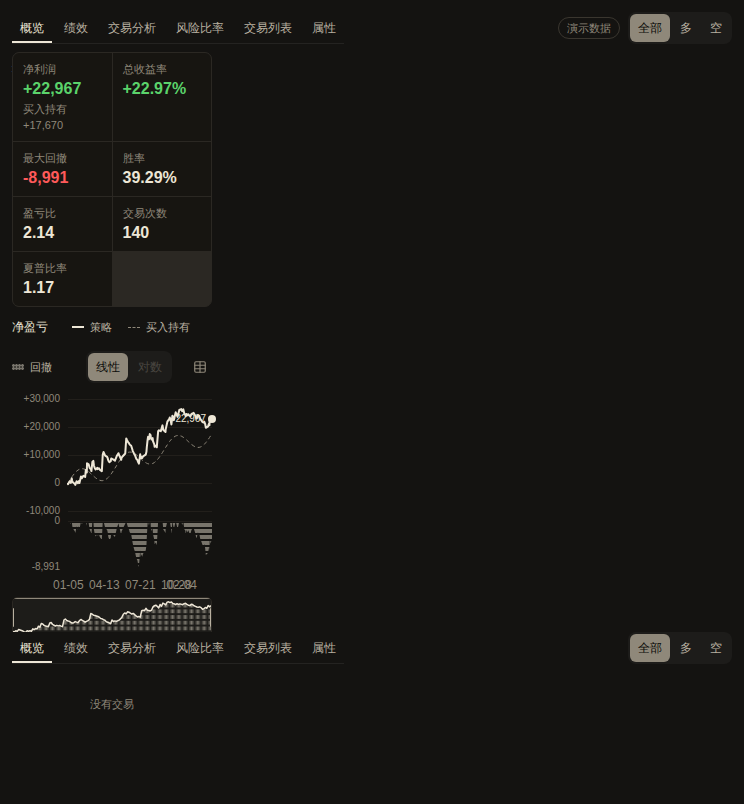 概览 绩效 交易分析 风险比率 交易列表 属性 演示数据 全部 多 空
净利润 总收益率
+22,967 +22.97%
买入持有
+17,670
最大回撤 胜率
-8,991 39.29%
盈亏比 交易次数
2.14 140
夏普比率
1.17
净盈亏 策略 买入持有
回撤 线性 对数
+30,000
+20,000
+10,000
0
-10,000
0
-8,991
01-05 04-13 07-21 10-28
概览 绩效 交易分析 风险比率 交易列表 属性 全部 多 空
没有交易